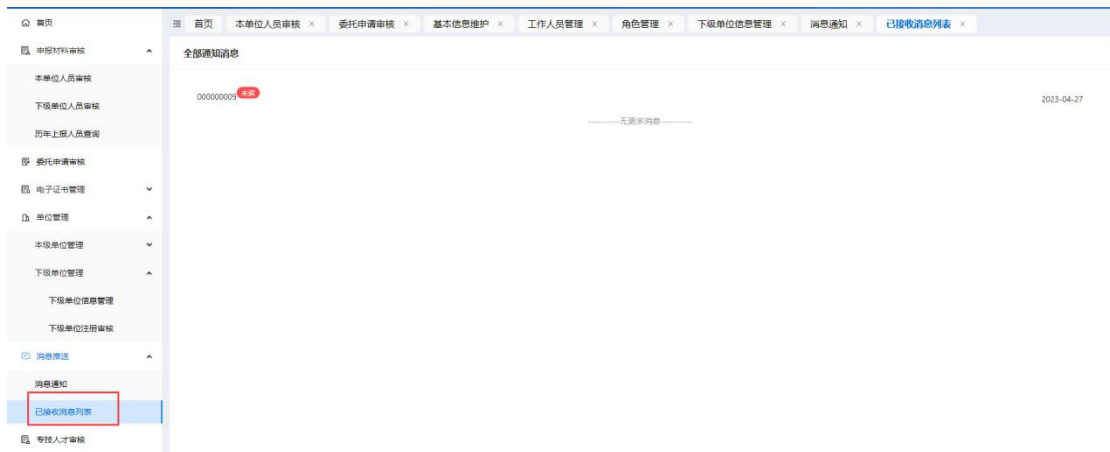 首页
申报材料审核
本单位人员审核
下级单位人员审核
历年上报人员查询
委托申请审核
电子证书管理
单位管理
本级单位管理
下级单位管理
下级单位信息管理
下级单位注册审核
消息推送
消息通知
已接收消息列表
专技人才审核
首页 本单位人员审核 × 委托申请审核 × 基本信息维护 × 工作人员管理 × 角色管理 × 下级单位信息管理 × 消息通知 × 已接收消息列表 ×
全部通知消息
000000009 未读 2023-04-27
----------无更多消息----------